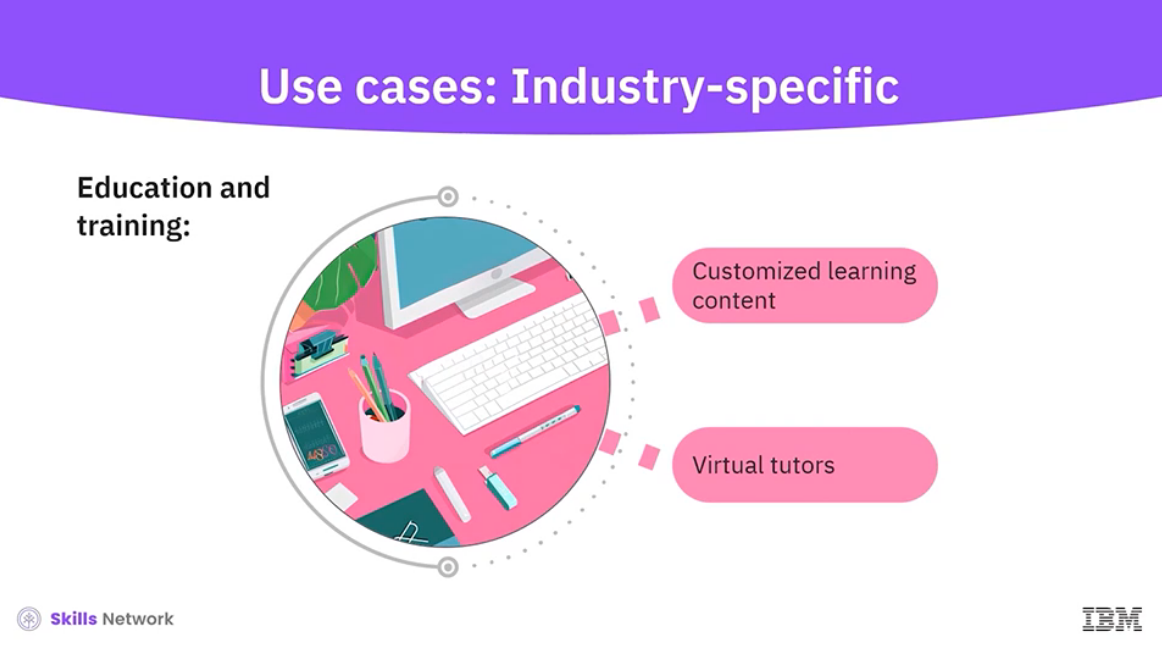 Use cases: Industry-specific
Education and
training:
Customized learning
content
Virtual tutors
Skills Network
IBM